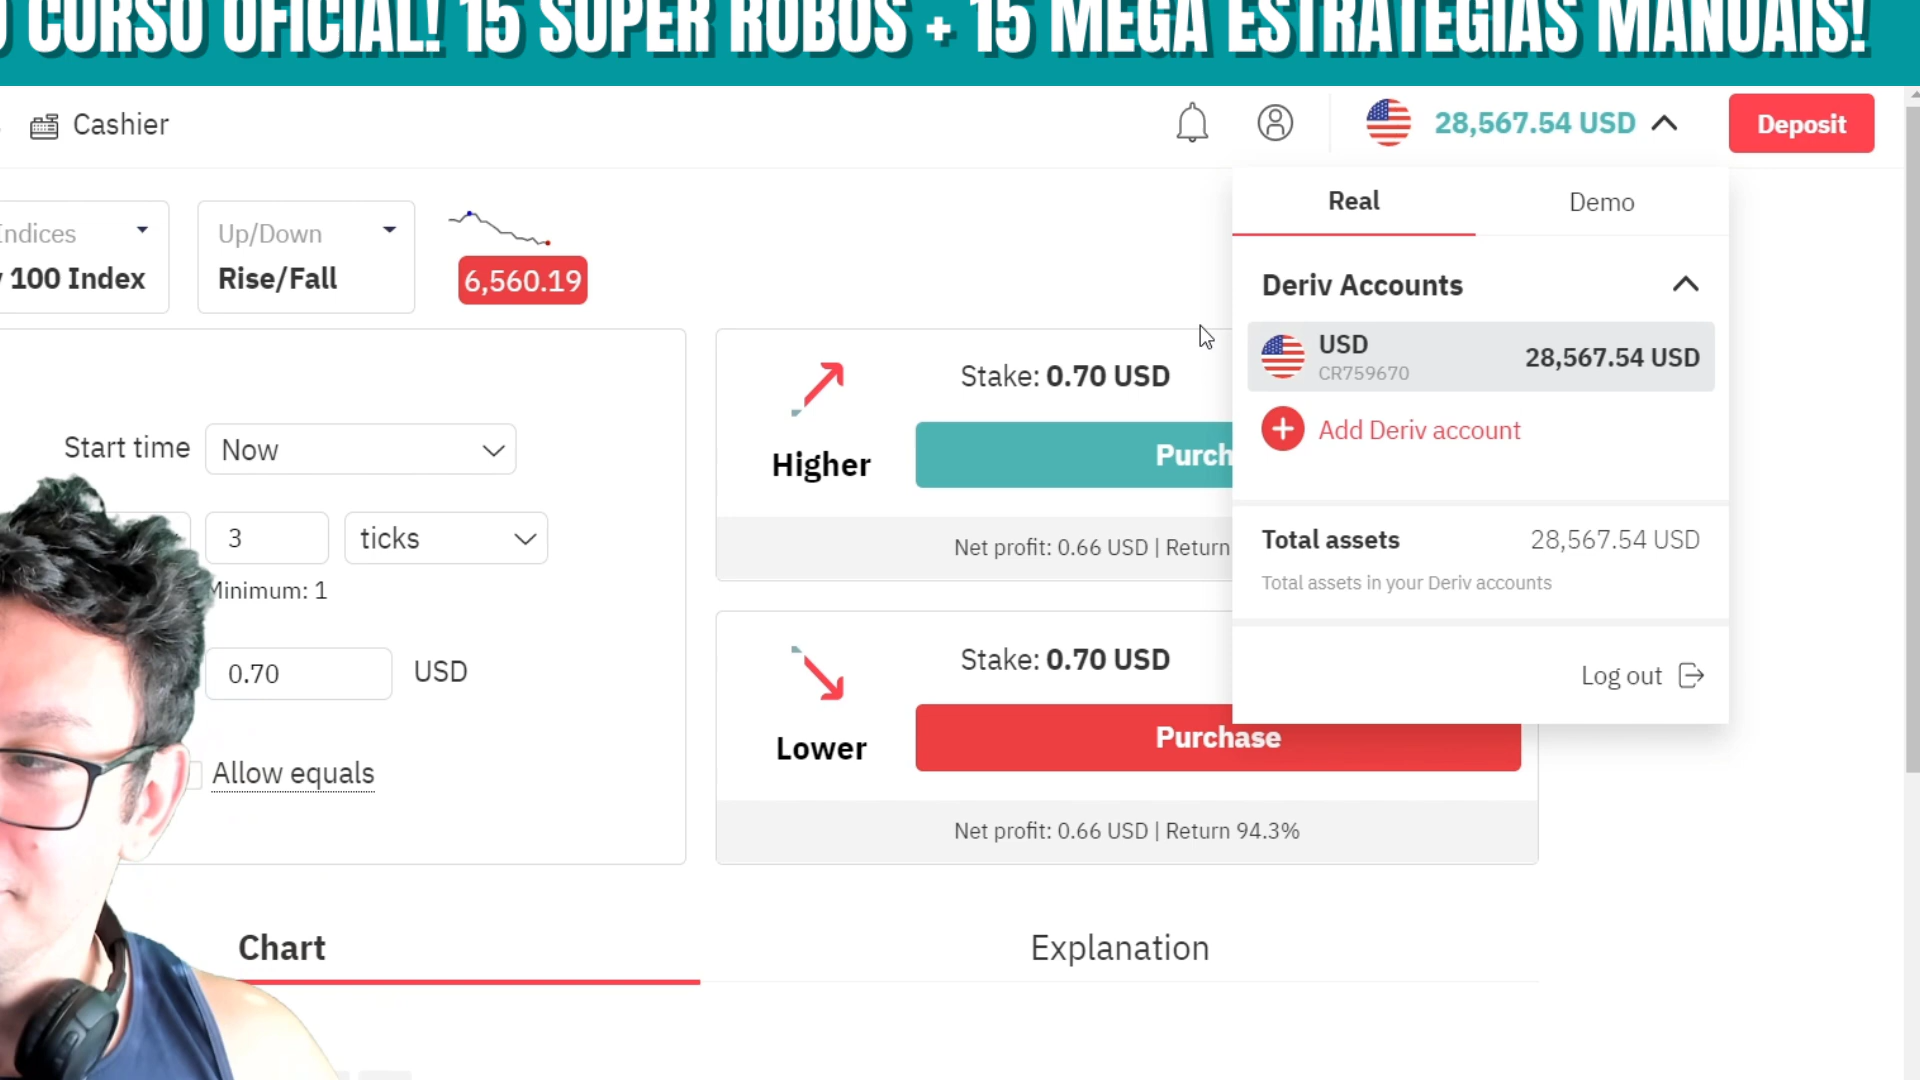 CURSO OFICIAL! 15 SUPER ROBOS + 15 MEGA ESTRATEGIAS MANUAIS!
Cashier
28,567.54 USD
Deposit
Real
Demo
Indices
100 Index
Up/Down
Rise/Fall
6,560.19
Deriv Accounts
USD
CR759670
28,567.54 USD
Add Deriv account
Total assets
28,567.54 USD
Total assets in your Deriv accounts
Log out
Start time
Now
3
ticks
Minimum: 1
0.70
USD
Allow equals
Stake: 0.70 USD
Higher
Purch
Net profit: 0.66 USD | Return
Stake: 0.70 USD
Lower
Purchase
Net profit: 0.66 USD | Return 94.3%
Chart
Explanation